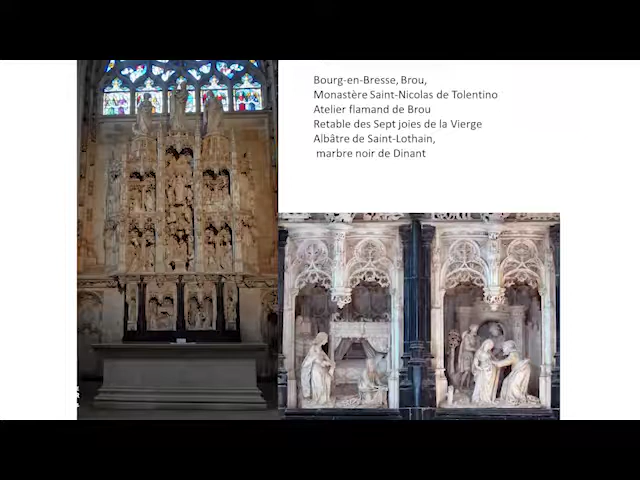 Bourg-en-Bresse, Brou,
Monastère Saint-Nicolas de Tolentino
Atelier flamand de Brou
Retable des Sept joies de la Vierge
Albâtre de Saint-Lothain,
marbre noir de Dinant